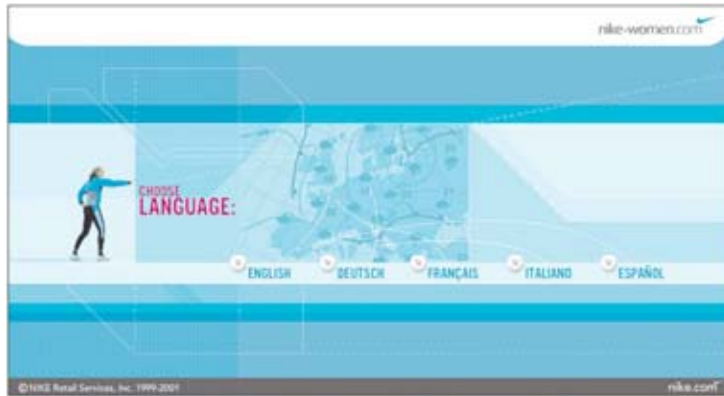 nike-women.com
CHOOSE
LANGUAGE:
ENGLISH
DEUTSCH
FRANÇAIS
ITALIANO
ESPAÑOL
© NIKE Retail Services, Inc. 1999-2001
nike.com